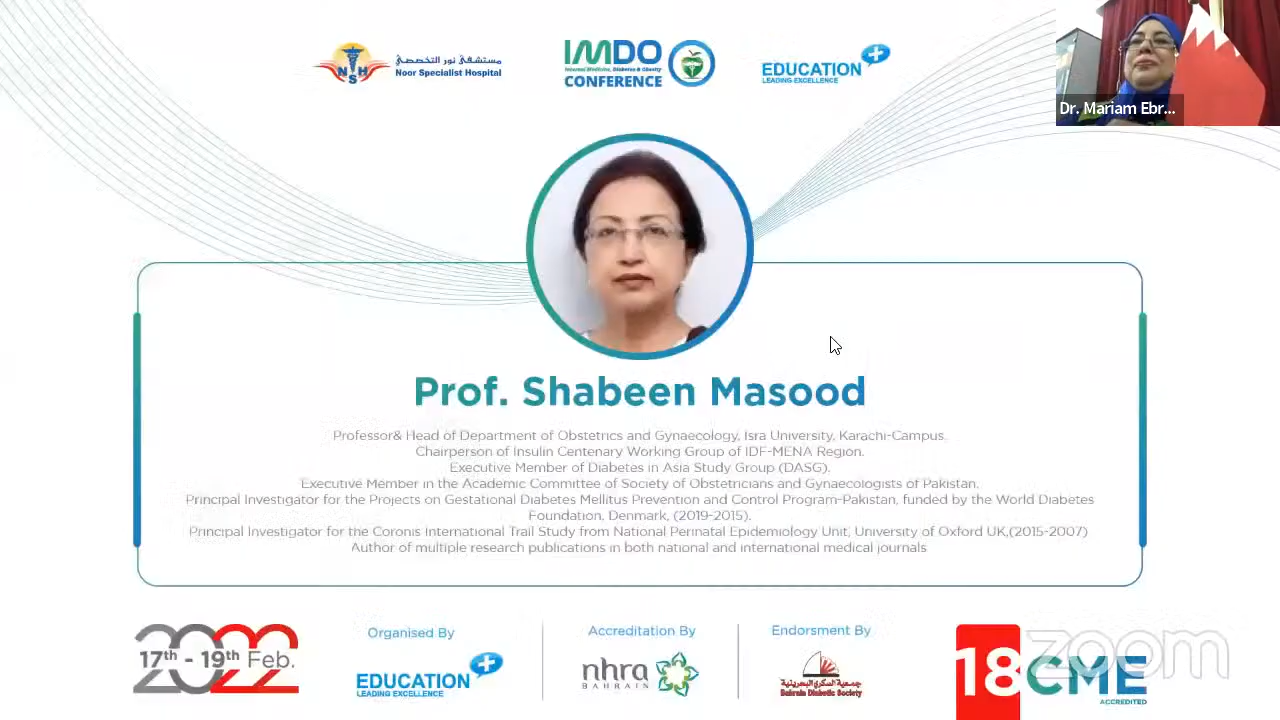 مستشفى نور التخصصي
NSH
Noor Specialist Hospital
IMDO
Internal Medicine, Diabetes & Obesity
CONFERENCE
EDUCATION+
LEADING EXCELLENCE
Dr. Mariam Ebr...
Prof. Shabeen Masood
Professor& Head of Department of Obstetrics and Gynaecology, Isra University, Karachi-Campus.
Chairperson of Insulin Centenary Working Group of IDF-MENA Region.
Executive Member of Diabetes in Asia Study Group (DASG).
Executive Member in the Academic Committee of Society of Obstetricians and Gynaecologists of Pakistan.
Principal Investigator for the Projects on Gestational Diabetes Mellitus Prevention and Control Program-Pakistan, funded by the World Diabetes
Foundation, Denmark, (2019-2015).
Principal Investigator for the Coronis International Trail Study from National Perinatal Epidemiology Unit, University of Oxford UK,(2015-2007)
Author of multiple research publications in both national and international medical journals
2022
17th - 19th Feb.
Organised By
EDUCATION+
LEADING EXCELLENCE
Accreditation By
nhra
BAHRAIN
Endorsment By
جمعية السكري البحرينية
Bahrain Diabetic Society
18 CME
ACCREDITED
zoom